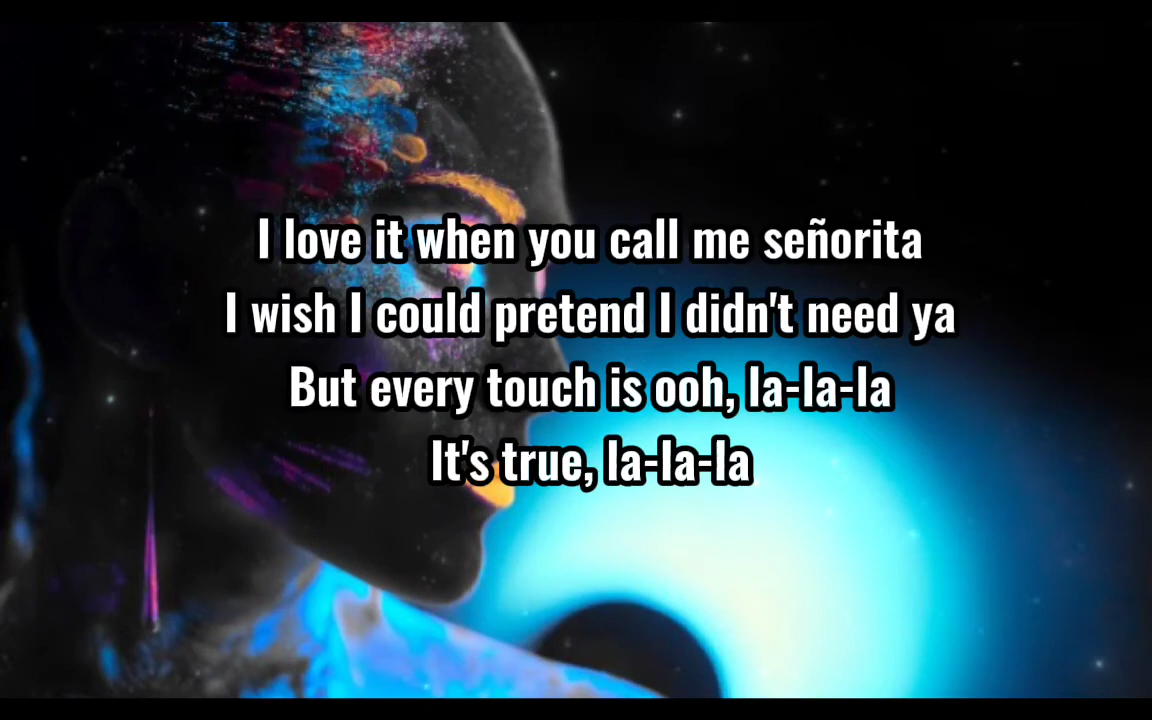 I love it when you call me señorita
I wish I could pretend I didn't need ya
But every touch is ooh, la-la-la
It's true, la-la-la